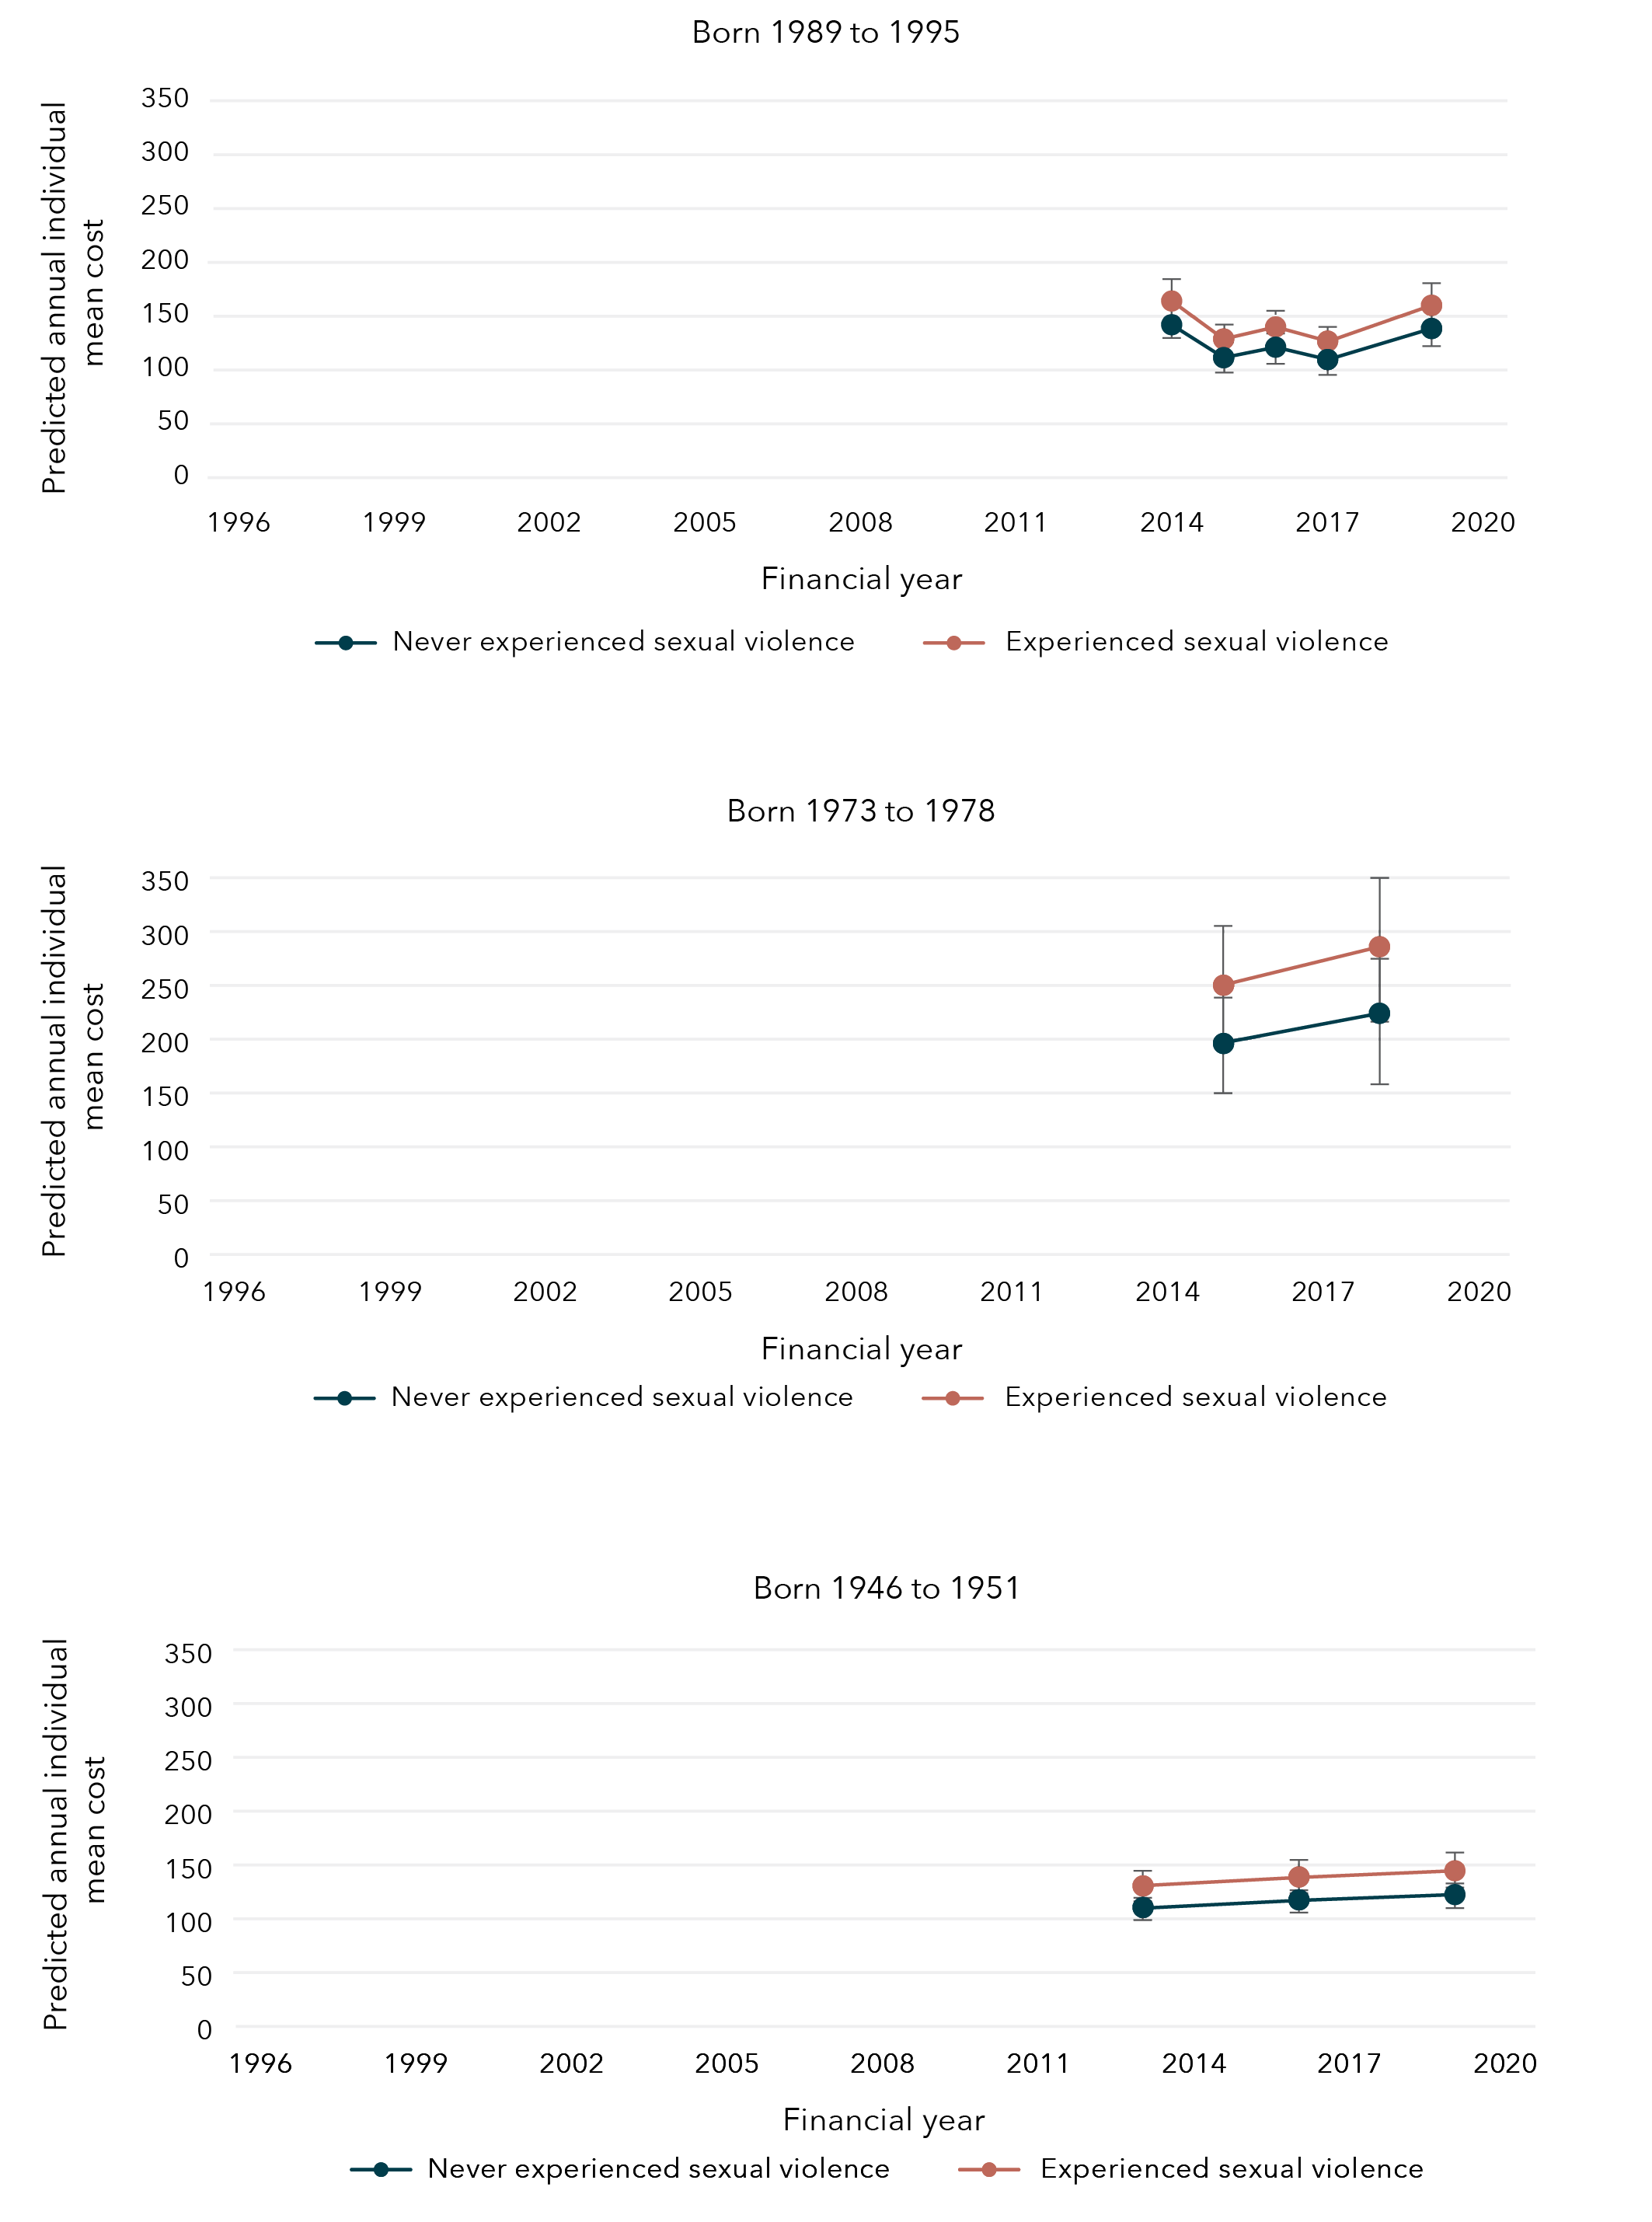 Born 1989 to 1995
Predicted annual individual
mean cost
350
300
250
200
150
100
50
0
1996 1999 2002 2005 2008 2011 2014 2017 2020
Financial year
Never experienced sexual violence Experienced sexual violence
Born 1973 to 1978
Predicted annual individual
mean cost
350
300
250
200
150
100
50
0
1996 1999 2002 2005 2008 2011 2014 2017 2020
Financial year
Never experienced sexual violence Experienced sexual violence
Born 1946 to 1951
Predicted annual individual
mean cost
350
300
250
200
150
100
50
0
1996 1999 2002 2005 2008 2011 2014 2017 2020
Financial year
Never experienced sexual violence Experienced sexual violence